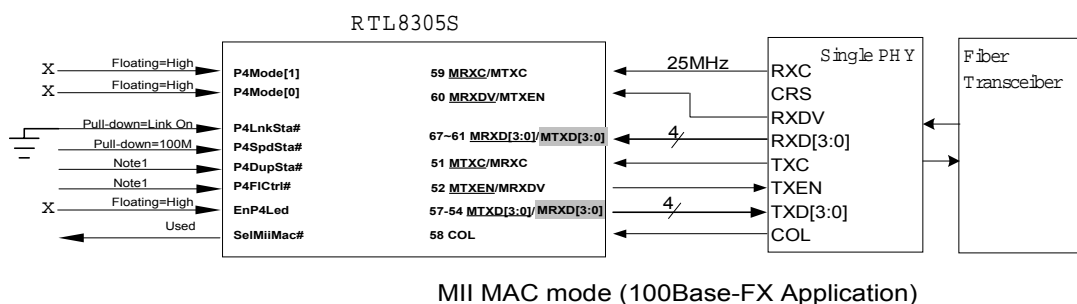 RTL8305S
X Floating=High P4Mode[1]
X Floating=High P4Mode[0]
Pull-down=Link On P4LnkSta#
Pull-down=100M P4SpdSta#
Note1 P4DupSta#
Note1 P4FlCtrl#
X Floating=High EnP4Led
Used SelMiiMac#
59 MRXC/MTXC
60 MRXDV/MTXEN
67~61 MRXD[3:0]/MTXD[3:0]
51 MTXC/MRXC
52 MTXEN/MRXDV
57-54 MTXD[3:0]/MRXD[3:0]
58 COL
25MHz
4
4
Single PHY
RXC
CRS
RXDV
RXD[3:0]
TXC
TXEN
TXD[3:0]
COL
Fiber
Transceiber
MII MAC mode (100Base-FX Application)